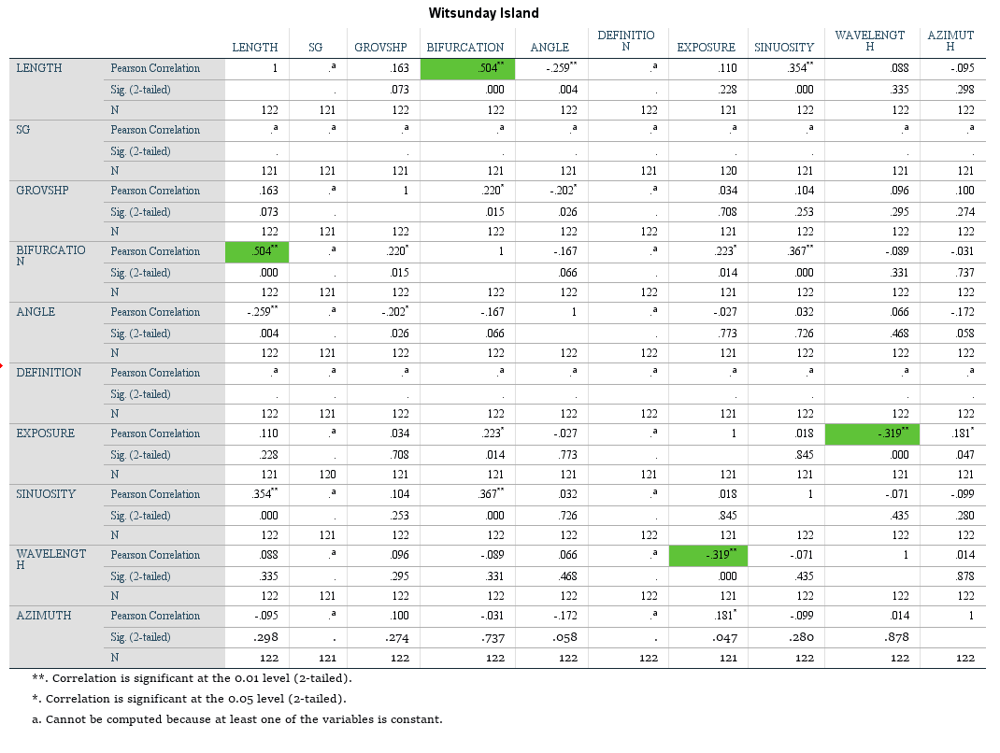 Witsunday Island
LENGTH SG GROVSHP BIFURCATION ANGLE DEFINITIO
N EXPOSURE SINUOSITY WAVELENGT
H AZIMUT
H
LENGTH Pearson Correlation 1 .a .163 .504** -.259** .a .110 .354** .088 -.095
Sig. (2-tailed) . .073 .000 .004 . .228 .000 .335 .298
N 122 121 122 122 122 122 121 122 122 122
SG Pearson Correlation .a .a .a .a .a .a .a .a .a .a
Sig. (2-tailed) . . . . . . . . .
N 121 121 121 121 121 121 120 121 121 121
GROVSHP Pearson Correlation .163 .a 1 .220* -.202* .a .034 .104 .096 .100
Sig. (2-tailed) .073 . .015 .026 . .708 .253 .295 .274
N 122 121 122 122 122 122 121 122 122 122
BIFURCATIO
N Pearson Correlation .504** .a .220* 1 -.167 .a .223* .367** -.089 -.031
Sig. (2-tailed) .000 . .015 .066 . .014 .000 .331 .737
N 122 121 122 122 122 122 121 122 122 122
ANGLE Pearson Correlation -.259** .a -.202* -.167 1 .a -.027 .032 .066 -.172
Sig. (2-tailed) .004 . .026 .066 . .773 .726 .468 .058
N 122 121 122 122 122 122 121 122 122 122
DEFINITION Pearson Correlation .a .a .a .a .a .a .a .a .a .a
Sig. (2-tailed) . . . . . . . . .
N 122 121 122 122 122 122 121 122 122 122
EXPOSURE Pearson Correlation .110 .a .034 .223* -.027 .a 1 .018 -.319** .181*
Sig. (2-tailed) .228 . .708 .014 .773 . .845 .000 .047
N 121 120 121 121 121 121 121 121 121 121
SINUOSITY Pearson Correlation .354** .a .104 .367** .032 .a .018 1 -.071 -.099
Sig. (2-tailed) .000 . .253 .000 .726 . .845 .435 .280
N 122 121 122 122 122 122 121 122 122 122
WAVELENGT
H Pearson Correlation .088 .a .096 -.089 .066 .a -.319** -.071 1 .014
Sig. (2-tailed) .335 . .295 .331 .468 . .000 .435 .878
N 122 121 122 122 122 122 121 122 122 122
AZIMUTH Pearson Correlation -.095 .a .100 -.031 -.172 .a .181* -.099 .014 1
Sig. (2-tailed) .298 . .274 .737 .058 . .047 .280 .878
N 122 121 122 122 122 122 121 122 122 122
**. Correlation is significant at the 0.01 level (2-tailed).
*. Correlation is significant at the 0.05 level (2-tailed).
a. Cannot be computed because at least one of the variables is constant.